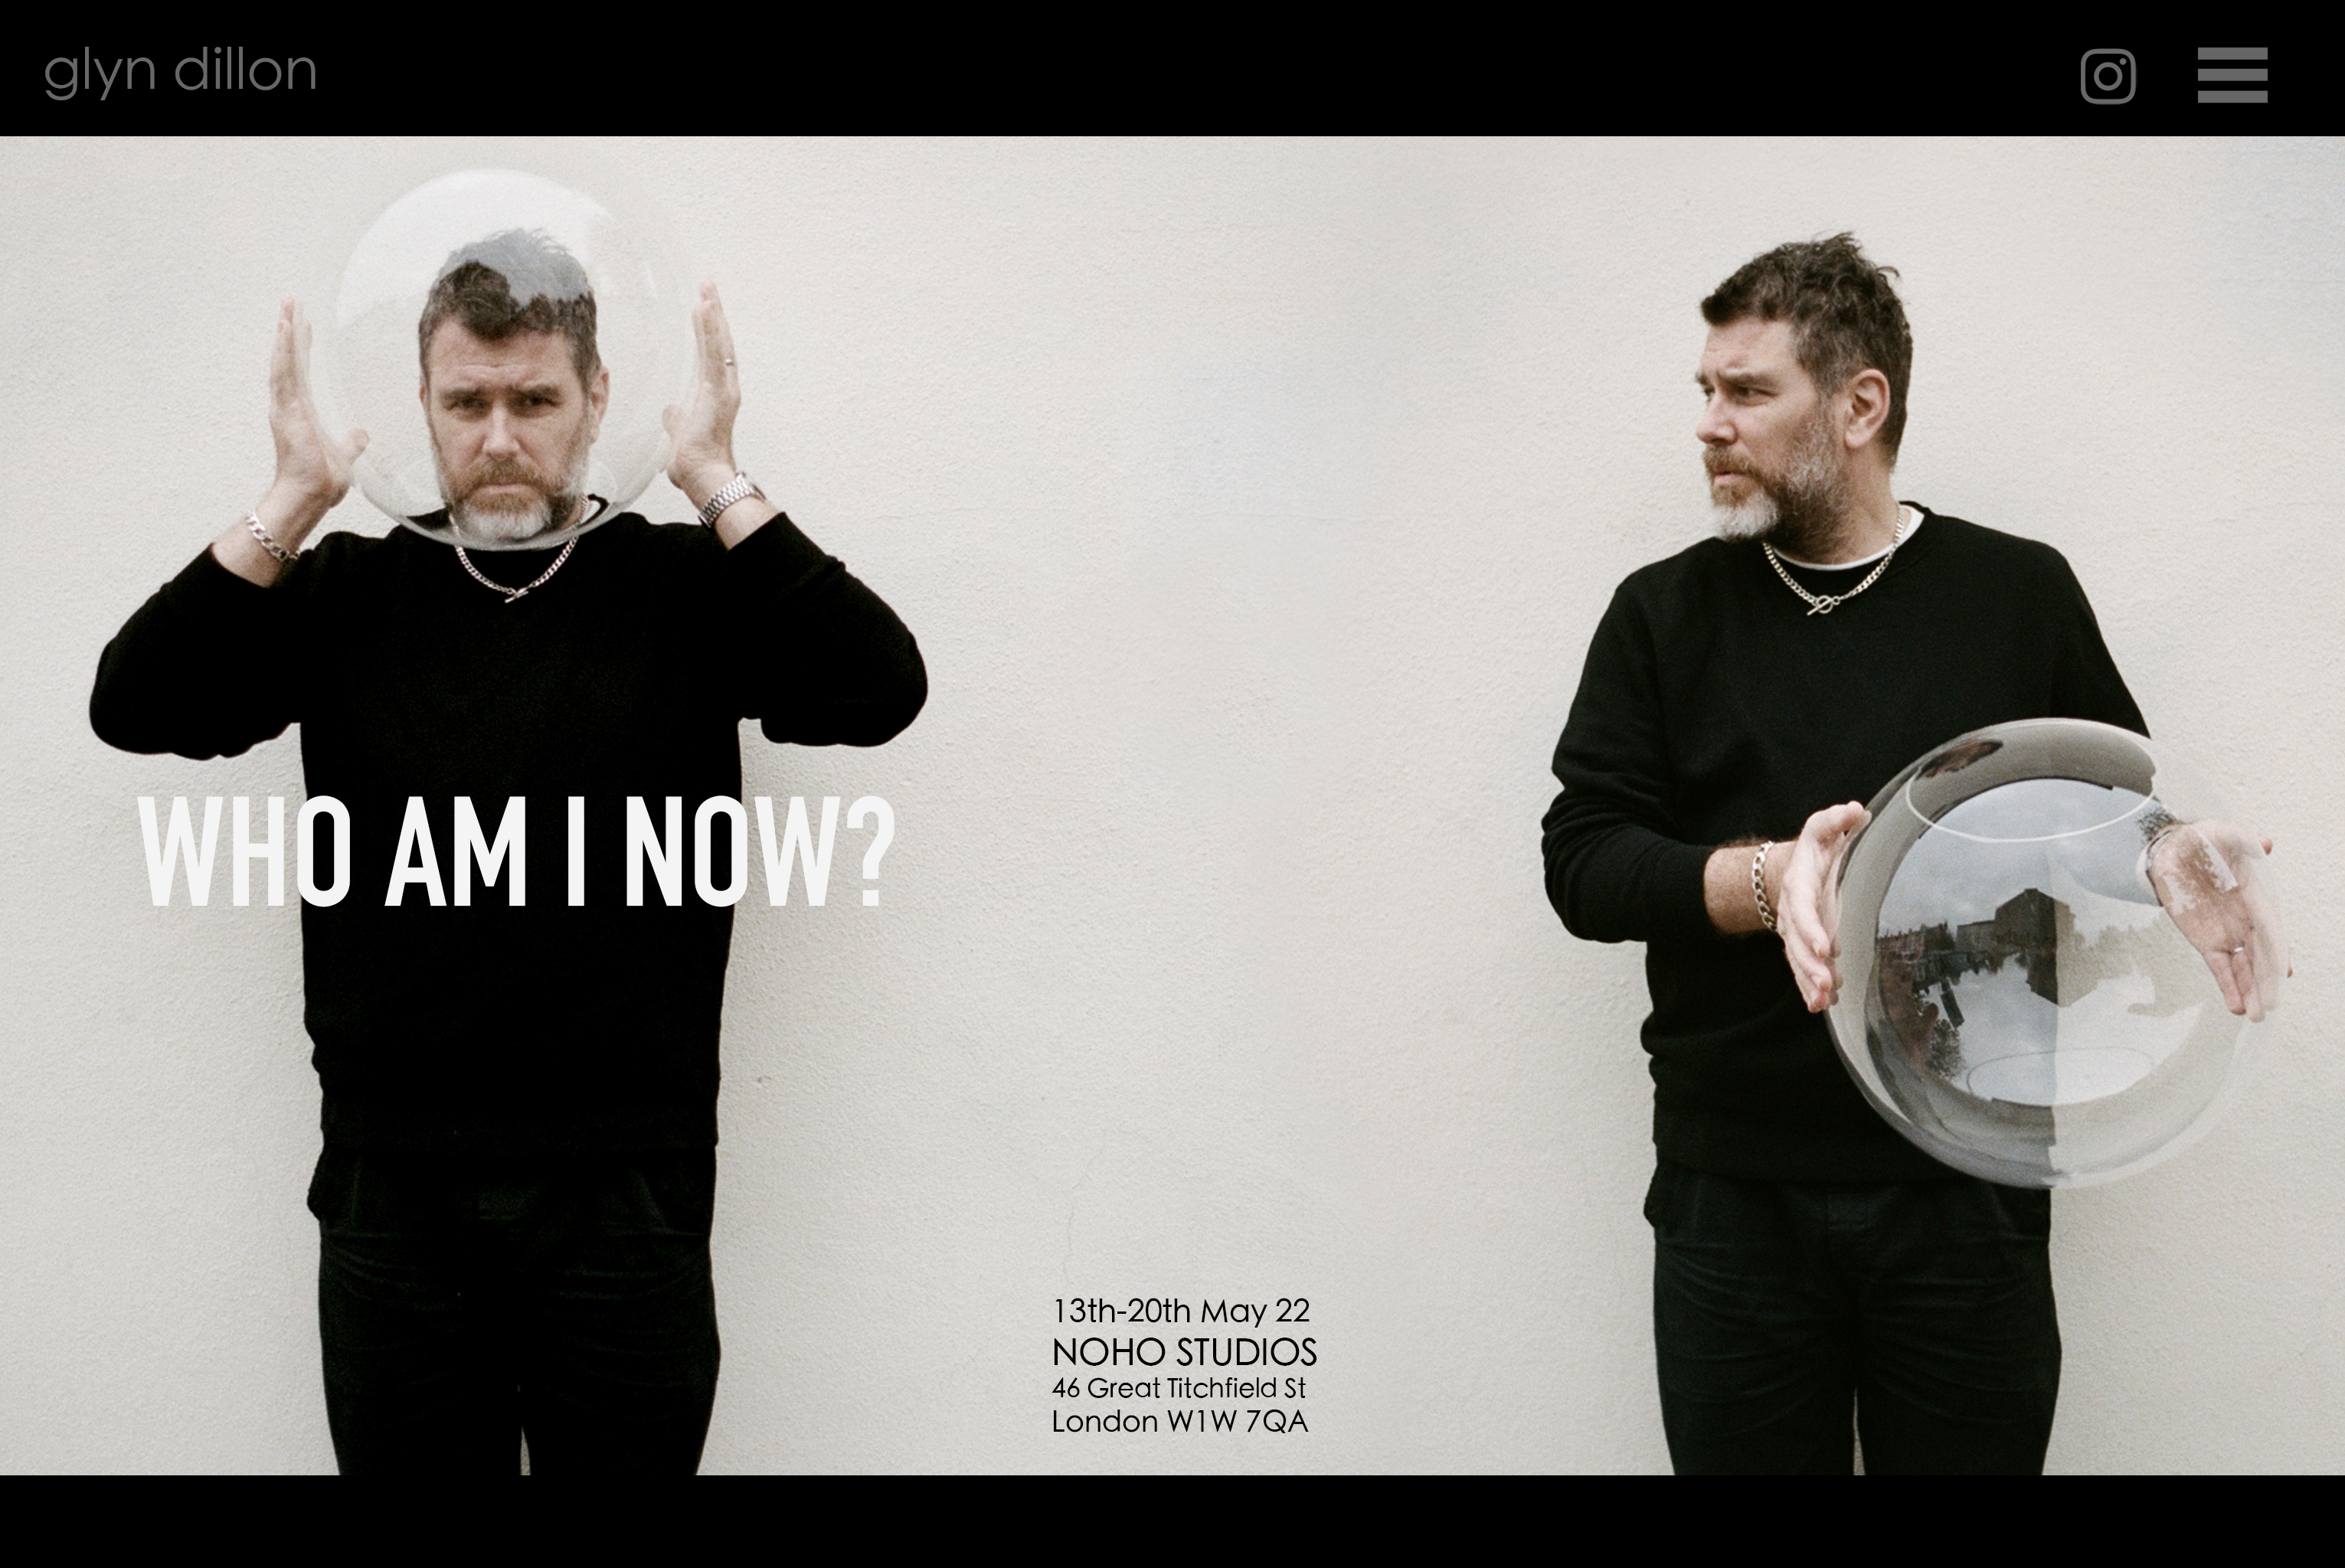 glyn dillon
WHO AM I NOW?
13th-20th May 22
NOHO STUDIOS
46 Great Titchfield St
London W1W 7QA